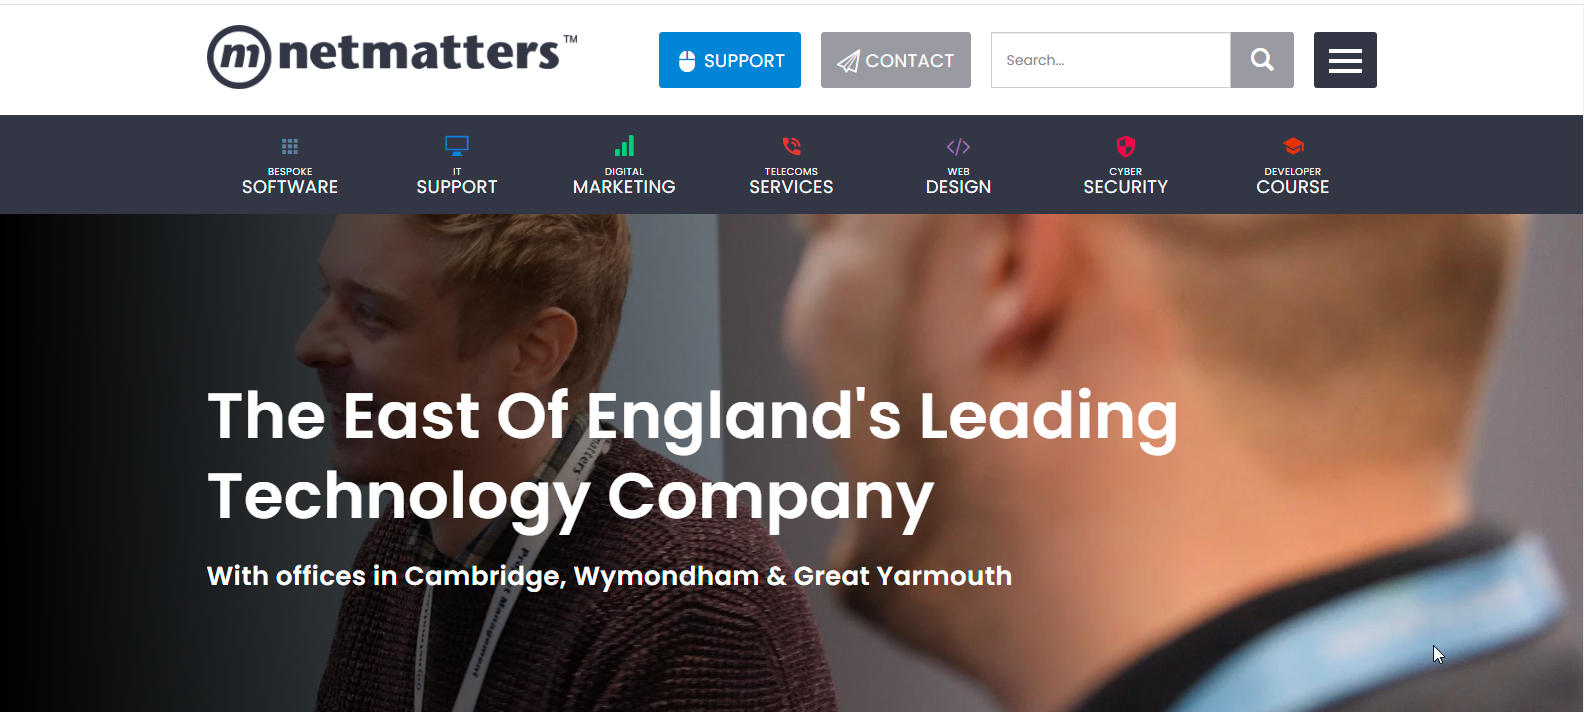 m netmatters™
SUPPORT
CONTACT
Search...
BESPOKE
SOFTWARE
IT
SUPPORT
DIGITAL
MARKETING
TELECOMS
SERVICES
WEB
DESIGN
CYBER
SECURITY
DEVELOPER
COURSE
The East Of England's Leading
Technology Company
With offices in Cambridge, Wymondham & Great Yarmouth